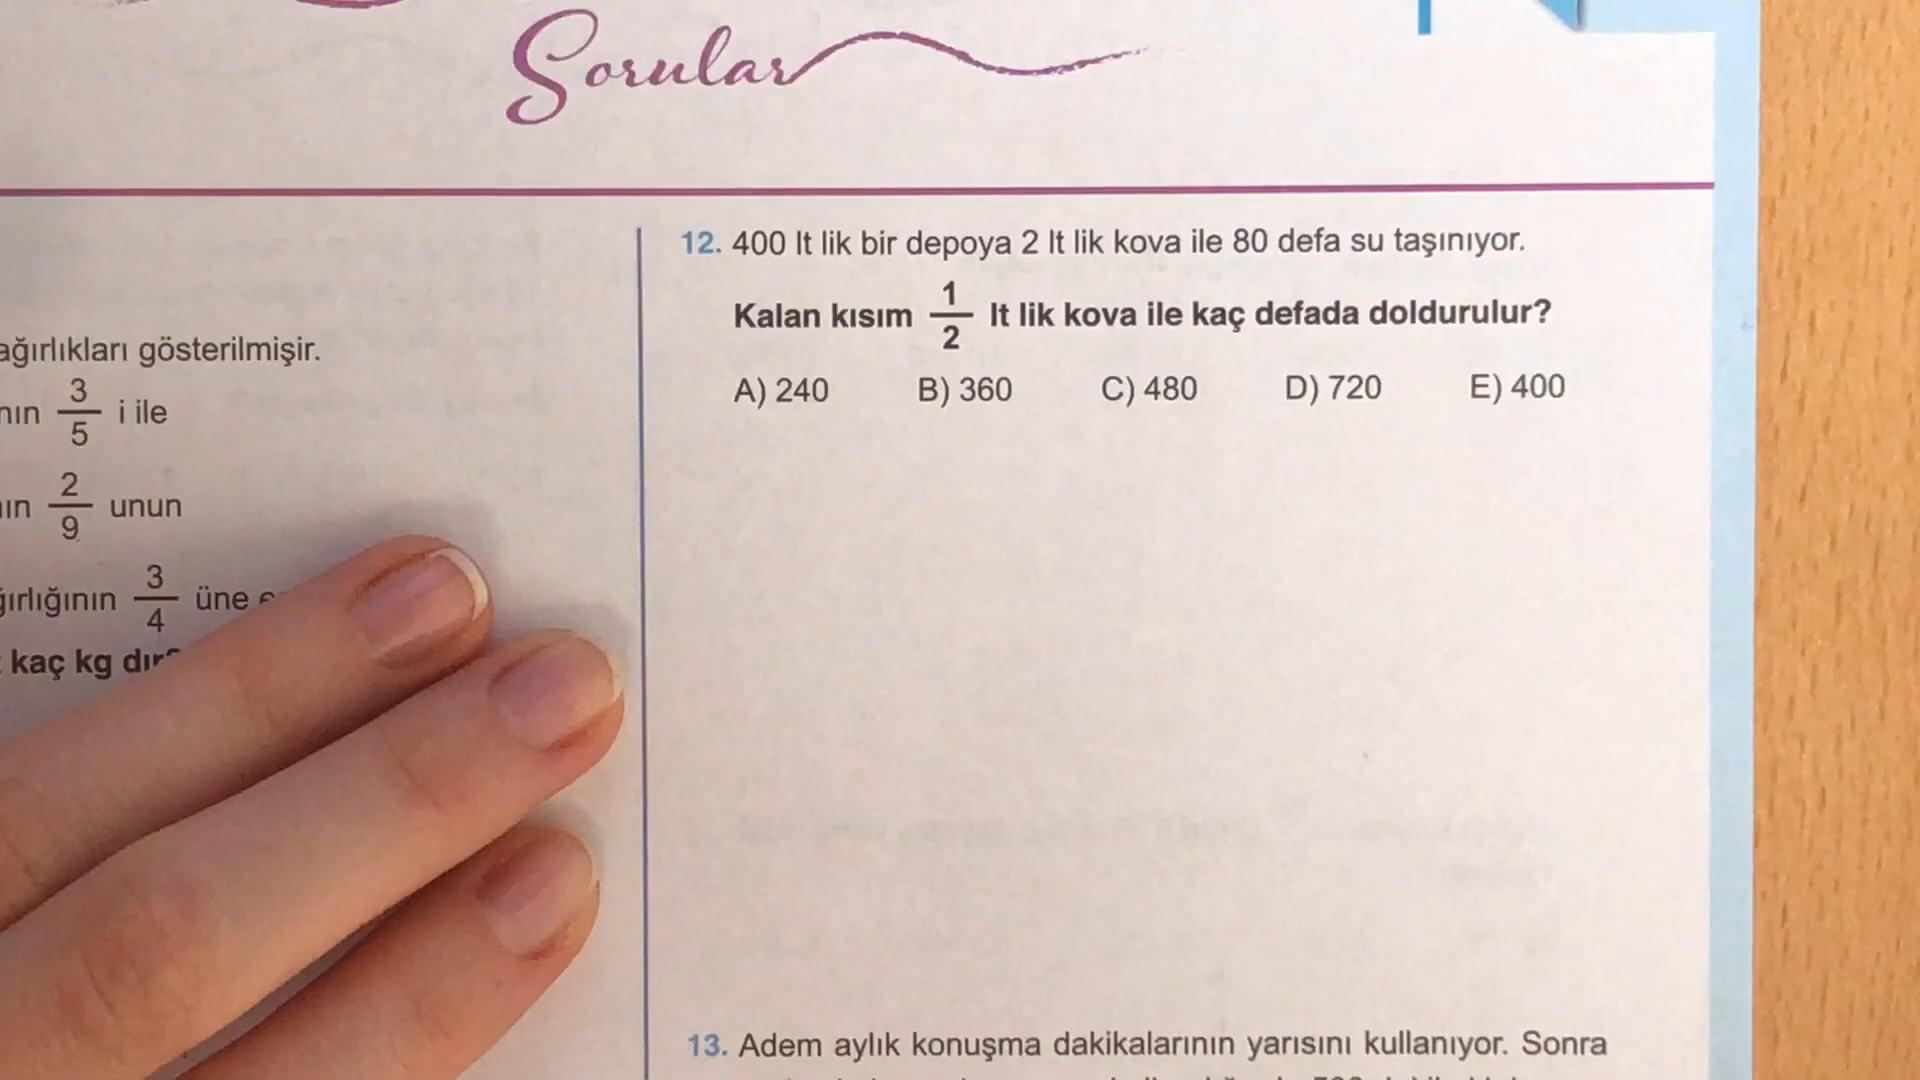 Sorular
ağırlıkları gösterilmişir.
3/5 i ile
2/9 unun
3/4 üne
kaç kg
12. 400 lt lik bir depoya 2 lt lik kova ile 80 defa su taşınıyor.
Kalan kısım 1/2 lt lik kova ile kaç defada doldurulur?
A) 240 B) 360 C) 480 D) 720 E) 400
13. Adem aylık konuşma dakikalarının yarısını kullanıyor. Sonra